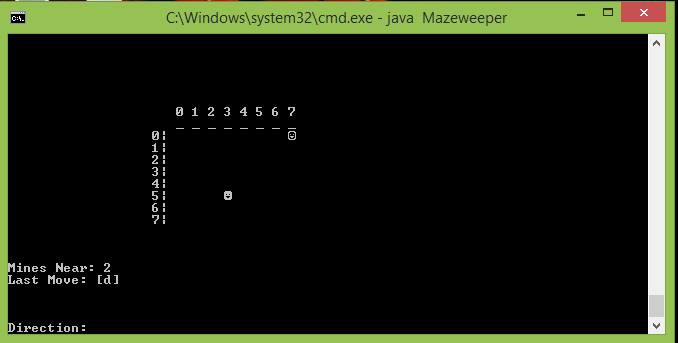 C:\Windows\system32\cmd.exe - java  Mazeweeper
0 1 2 3 4 5 6 7
_ _ _ _ _ _ _ _
0¦ ☺
1¦
2¦
3¦
4¦
5¦ ☻
6¦
7¦
Mines Near: 2
Last Move: [d]
Direction: